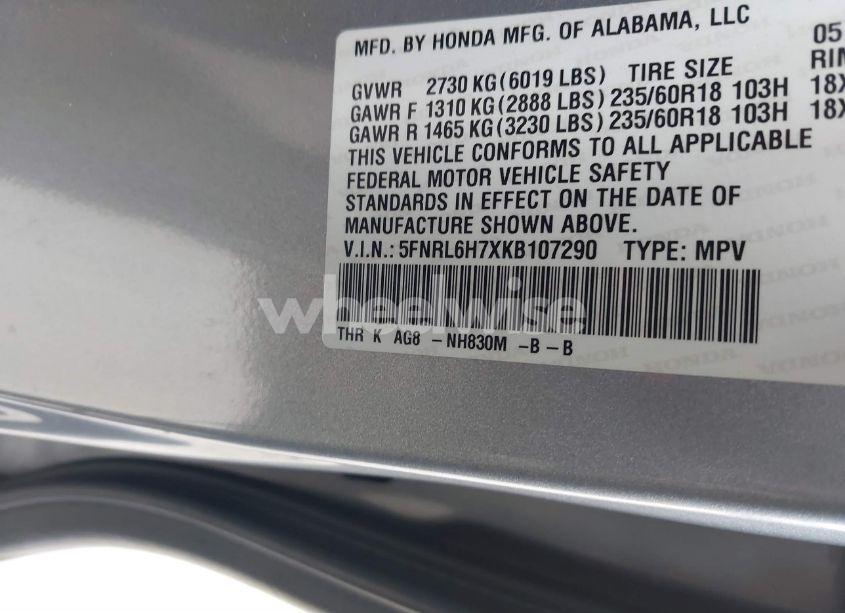 MFD. BY HONDA MFG. OF ALABAMA, LLC 05
GVWR 2730 KG (6019 LBS) TIRE SIZE RIN
GAWR F 1310 KG (2888 LBS) 235/60R18 103H 18X
GAWR R 1465 KG (3230 LBS) 235/60R18 103H 18X
THIS VEHICLE CONFORMS TO ALL APPLICABLE
FEDERAL MOTOR VEHICLE SAFETY
STANDARDS IN EFFECT ON THE DATE OF
MANUFACTURE SHOWN ABOVE.
V.I.N.: 5FNRL6H7XKB107290 TYPE: MPV
wheelwise
THR K AG8 -NH830M -B -B
HONDA HONDA